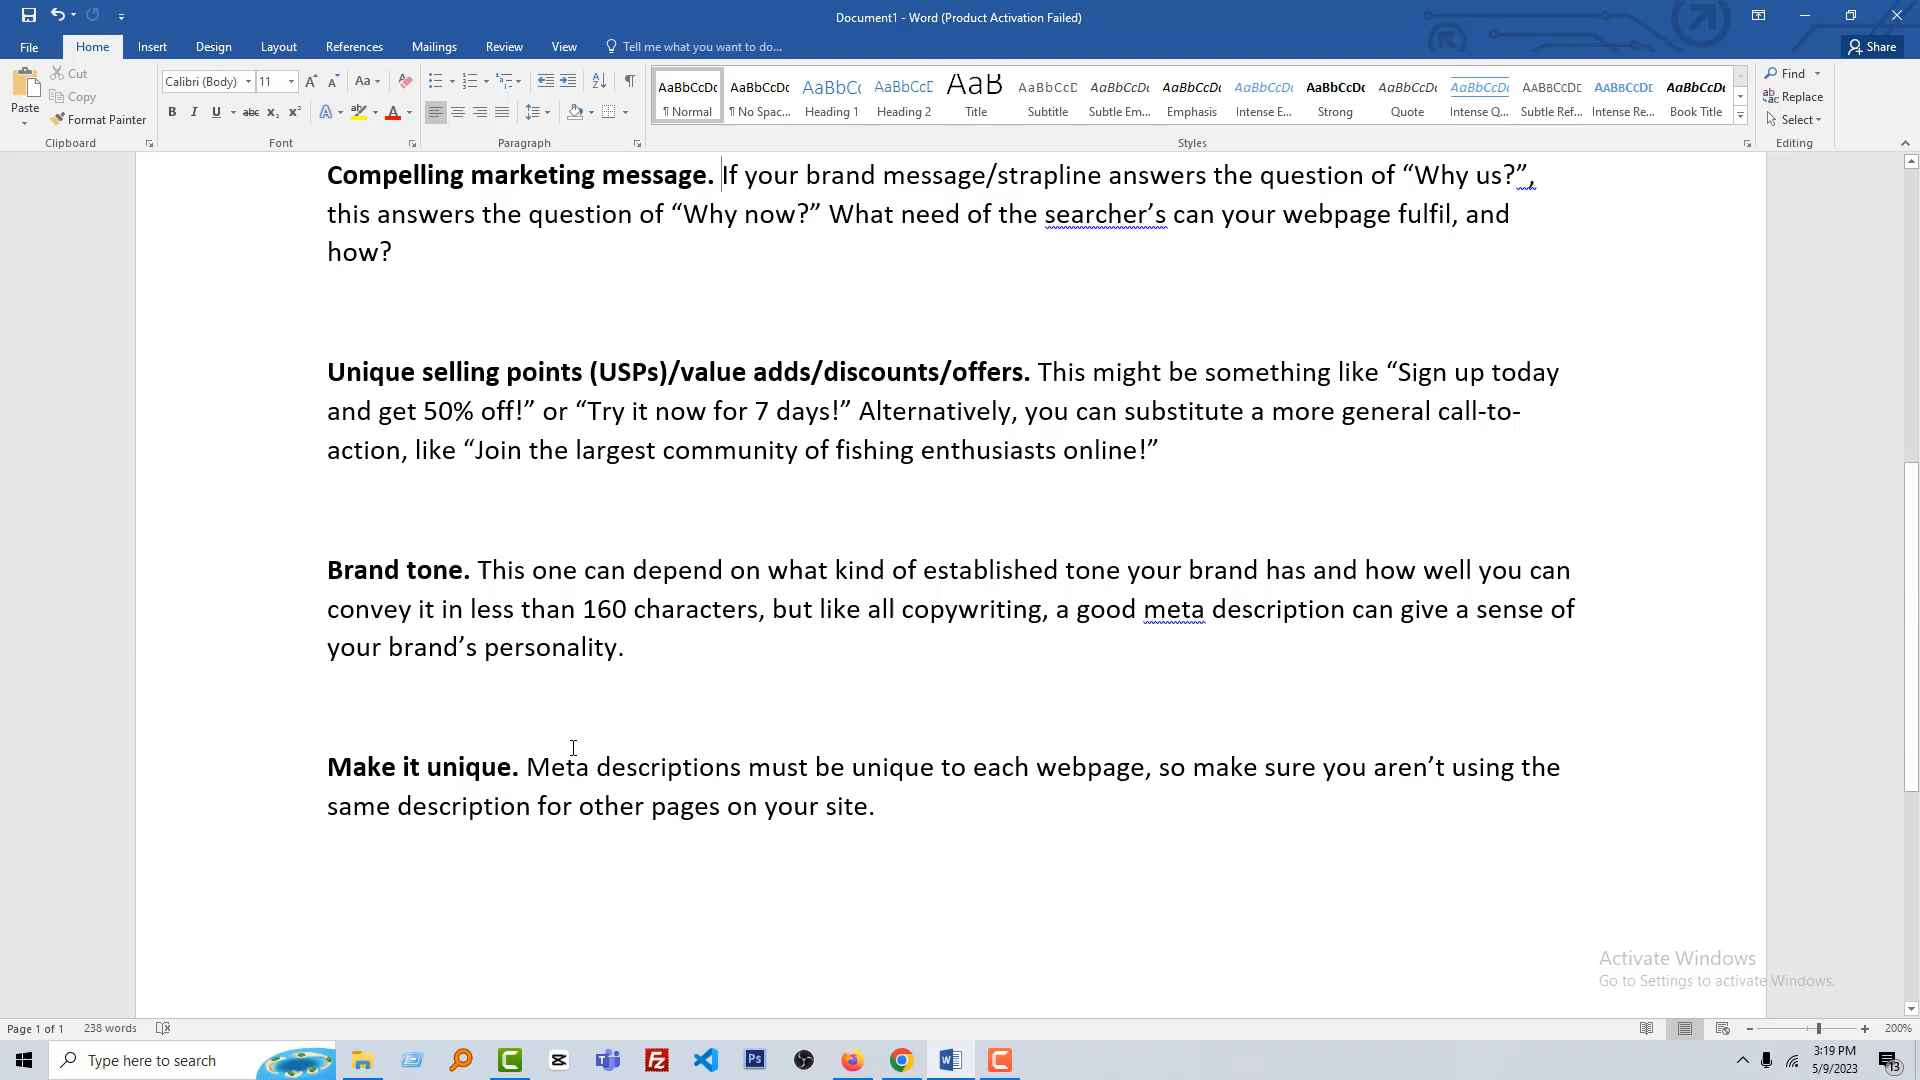 Document1 - Word (Product Activation Failed)
File Home Insert Design Layout References Mailings Review View Tell me what you want to do... Share
Paste
Cut
Copy
Format Painter
Calibri (Body) 11
AaBbCcDc AaBbCcDc AaBbCc AaBbCcD AaB AaBbCcD AaBbCcDc AaBbCcDc AaBbCcDc AaBbCcDc AaBbCcDc AaBbCcDc AABBCCDE AABBCCDE AaBbCcDc
¶ Normal ¶ No Spac... Heading 1 Heading 2 Title Subtitle Subtle Em... Emphasis Intense E... Strong Quote Intense Q... Subtle Ref... Intense Re... Book Title
Find
Replace
Select
Clipboard Font Paragraph Styles Editing
Compelling marketing message. If your brand message/strapline answers the question of “Why us?”,
this answers the question of “Why now?” What need of the searcher’s can your webpage fulfil, and
how?
Unique selling points (USPs)/value adds/discounts/offers. This might be something like “Sign up today
and get 50% off!” or “Try it now for 7 days!” Alternatively, you can substitute a more general call-to-
action, like “Join the largest community of fishing enthusiasts online!”
Brand tone. This one can depend on what kind of established tone your brand has and how well you can
convey it in less than 160 characters, but like all copywriting, a good meta description can give a sense of
your brand’s personality.
Make it unique. Meta descriptions must be unique to each webpage, so make sure you aren’t using the
same description for other pages on your site.
Activate Windows
Go to Settings to activate Windows.
Page 1 of 1 238 words 200%
Type here to search
3:19 PM
5/9/2023
13